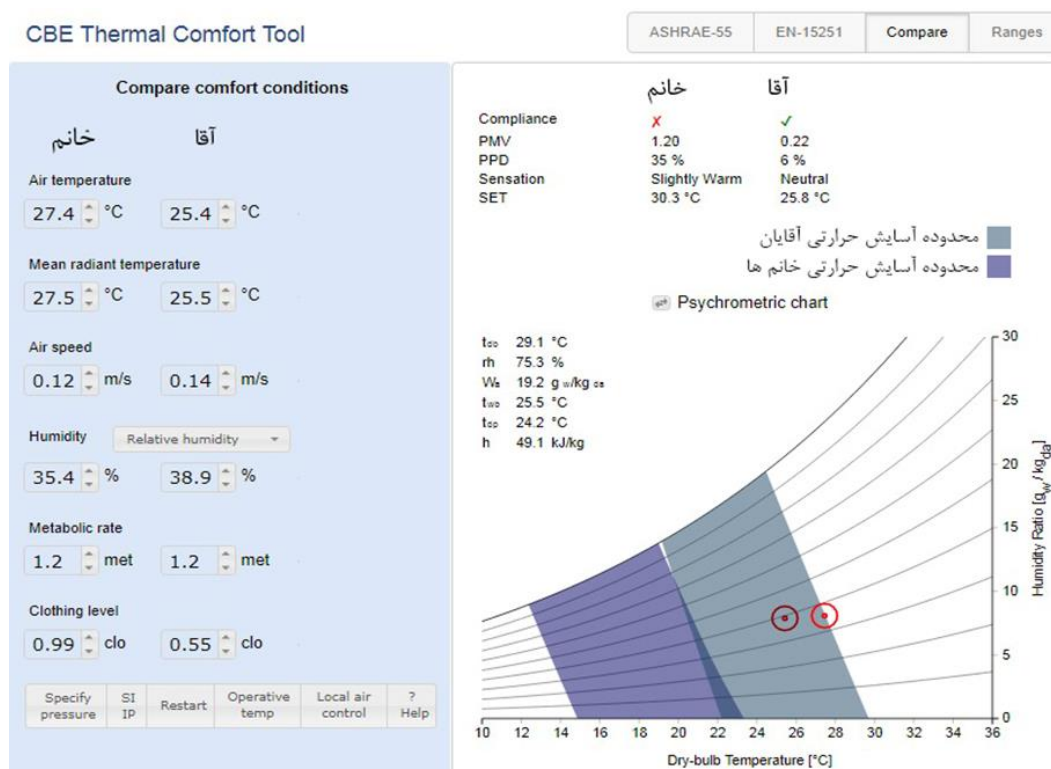 CBE Thermal Comfort Tool
ASHRAE-55 EN-15251 Compare Ranges
Compare comfort conditions
خانم آقا
Air temperature
27.4 °C 25.4 °C
Mean radiant temperature
27.5 °C 25.5 °C
Air speed
0.12 m/s 0.14 m/s
Humidity Relative humidity
35.4 % 38.9 %
Metabolic rate
1.2 met 1.2 met
Clothing level
0.99 clo 0.55 clo
Specify pressure SI IP Restart Operative temp Local air control ? Help
خانم آقا
Compliance ✗ ✓
PMV 1.20 0.22
PPD 35 % 6 %
Sensation Slightly Warm Neutral
SET 30.3 °C 25.8 °C
محدوده آسایش حرارتی آقایان
محدوده آسایش حرارتی خانم ها
Psychrometric chart
29.1 °C
rh 75.3 %
19.2
25.5 °C
24.2 °C
h 49.1 kJ/kg
30
25
20
15
10
5
0
Humidity Ratio [gw / kgda]
10 12 14 16 18 20 22 24 26 28 30 32 34 36
Dry-bulb Temperature [°C]